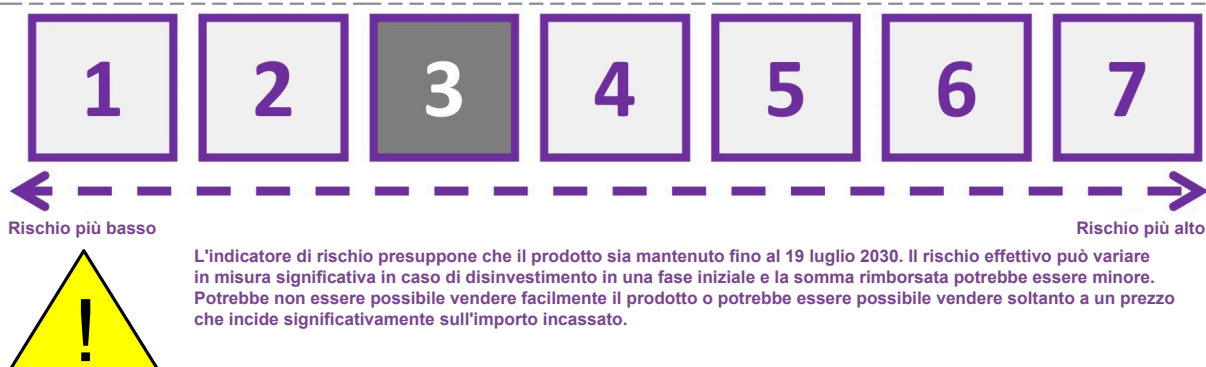 1 2 3 4 5 6 7
Rischio più basso Rischio più alto
L'indicatore di rischio presuppone che il prodotto sia mantenuto fino al 19 luglio 2030. Il rischio effettivo può variare
in misura significativa in caso di disinvestimento in una fase iniziale e la somma rimborsata potrebbe essere minore.
Potrebbe non essere possibile vendere facilmente il prodotto o potrebbe essere possibile vendere soltanto a un prezzo
che incide significativamente sull'importo incassato.
!